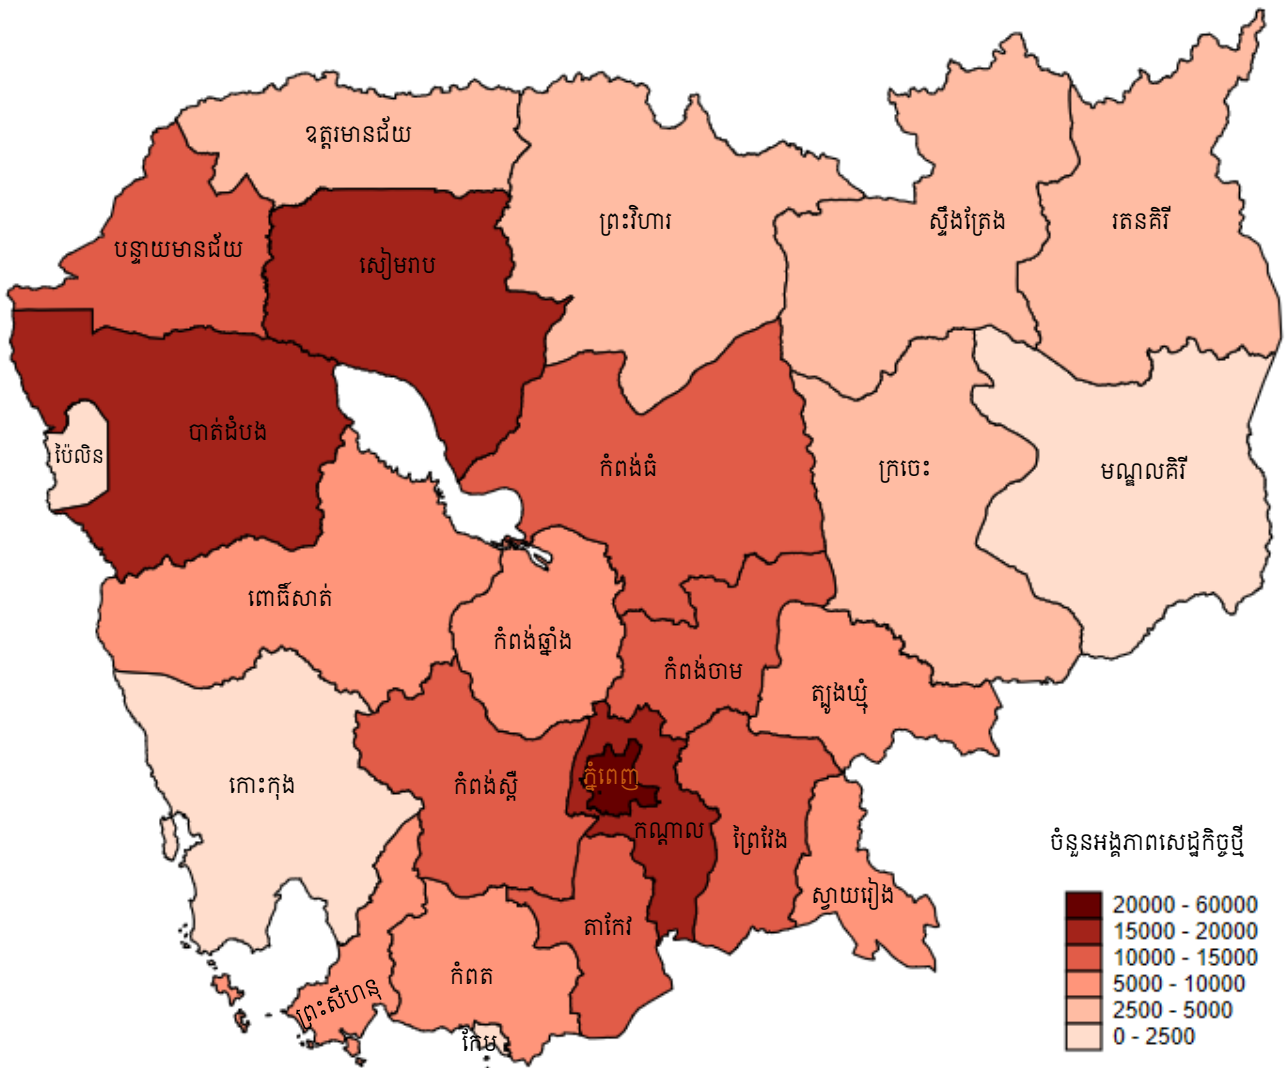 ឧត្តរមានជ័យ
ព្រះវិហារ
ស្ទឹងត្រែង
រតនគិរី
បន្ទាយមានជ័យ
សៀមរាប
បាត់ដំបង
ប៉ៃលិន
កំពង់ធំ
ក្រចេះ
មណ្ឌលគិរី
ពោធិ៍សាត់
កំពង់ឆ្នាំង
កំពង់ចាម
ត្បូងឃ្មុំ
កោះកុង
កំពង់ស្ពឺ
ភ្នំពេញ
កណ្តាល
ព្រៃវែង
ស្វាយរៀង
តាកែវ
កំពត
ព្រះសីហនុ
កែម
ចំនួនអង្គភាពសេដ្ឋកិច្ចថ្មី
20000 - 60000
15000 - 20000
10000 - 15000
5000 - 10000
2500 - 5000
0 - 2500